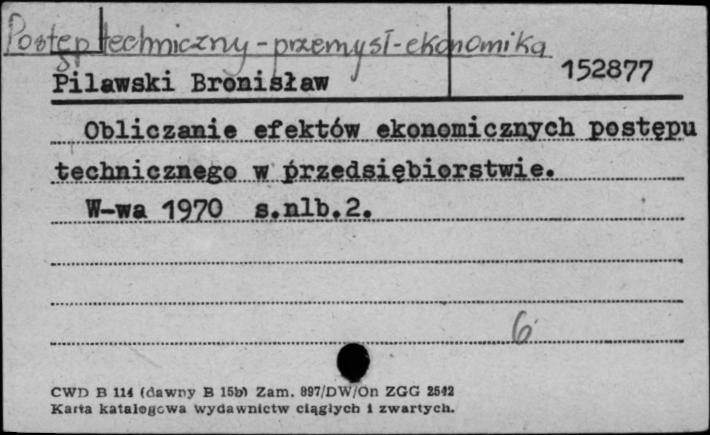 Postęp techniczny - przemysł - ekonomika
152877
Pilawski Bronisław
Obliczanie efektów ekonomicznych postępu
technicznego w przedsiębiorstwie.
W-wa 1970 s.nlb.2.
6
CWD B 114 (dawny B 15b) Zam. 897/DW/On ZGG 2542
Karta katalogowa wydawnictw ciągłych i zwartych.